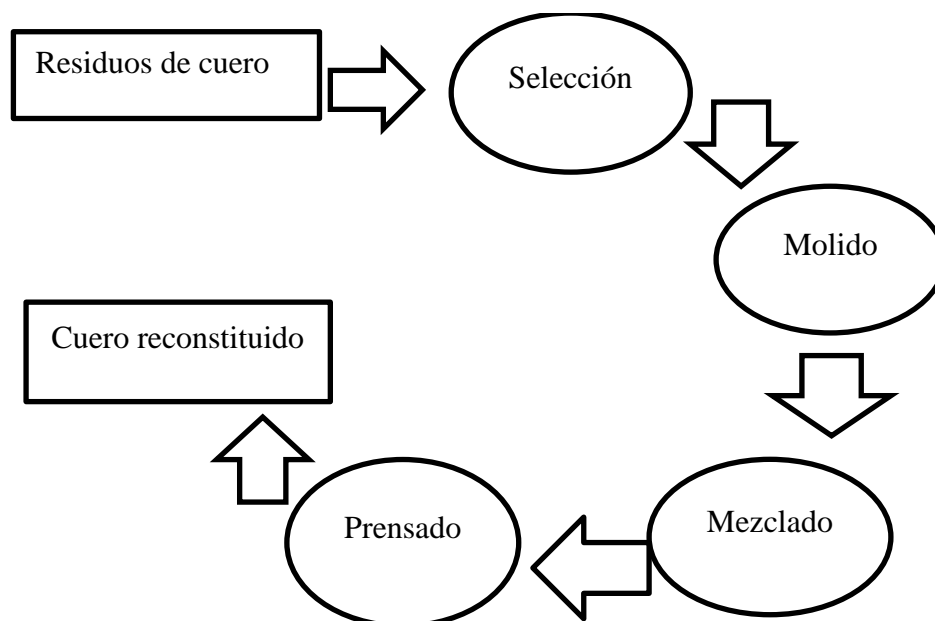 Residuos de cuero
Selección
Molido
Mezclado
Prensado
Cuero reconstituido